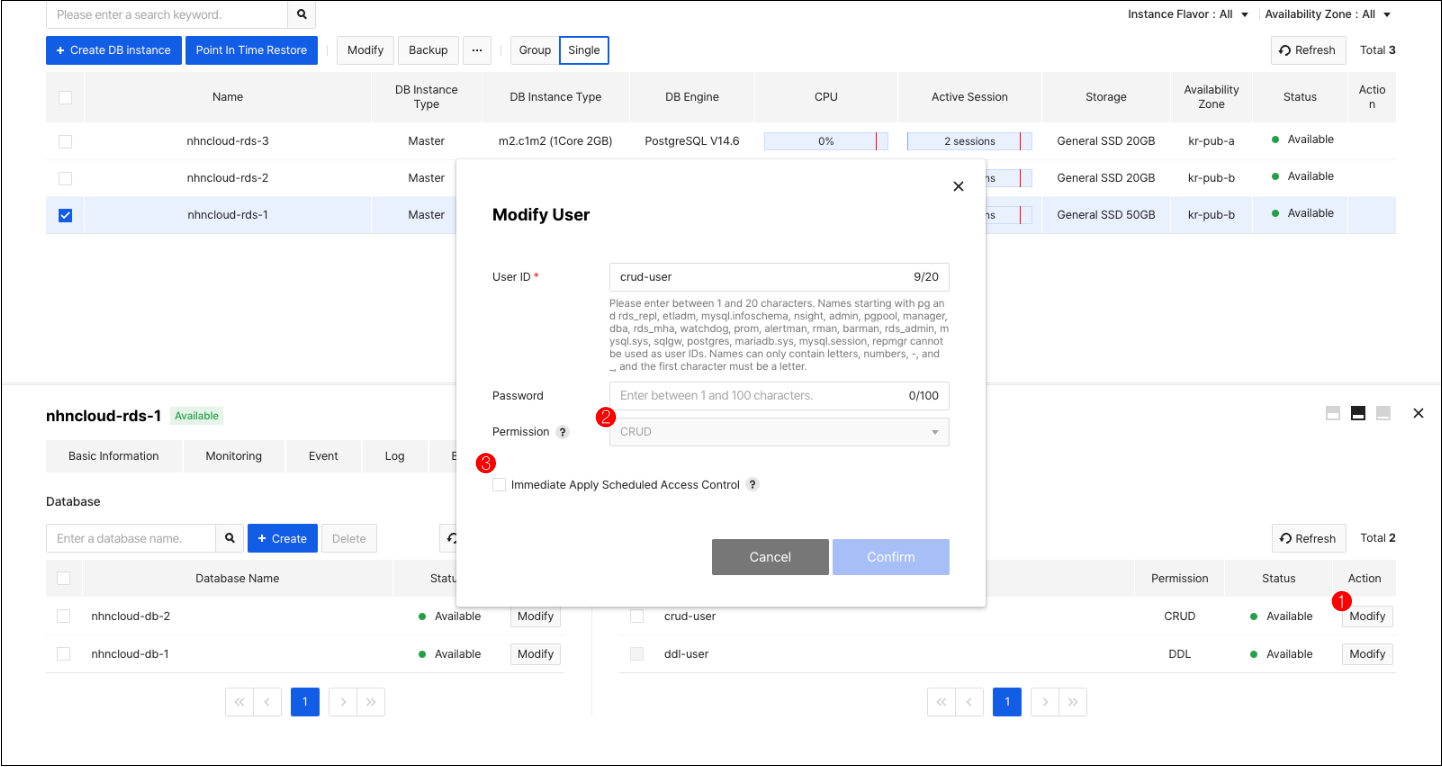 Please enter a search keyword.
Instance Flavor : All
Availability Zone : All
+ Create DB instance
Point In Time Restore
Modify
Backup
...
Group
Single
Refresh
Total 3
Name
DB Instance
Type
DB Instance Type
DB Engine
CPU
Active Session
Storage
Availability
Zone
Status
Actio
n
nhncloud-rds-3
Master
m2.c1m2 (1Core 2GB)
PostgreSQL V14.6
0%
2 sessions
General SSD 20GB
kr-pub-a
Available
nhncloud-rds-2
Master
ns
General SSD 20GB
kr-pub-b
Available
nhncloud-rds-1
Master
ns
General SSD 50GB
kr-pub-b
Available
Modify User
User ID *
crud-user
9/20
Please enter between 1 and 20 characters. Names starting with pg an
d rds_repl, etladm, mysql.infoschema, nsight, admin, pgpool, manager,
dba, rds_mha, watchdog, prom, alertman, rman, barman, rds_admin, m
ysql.sys, sqlgw, postgres, mariadb.sys, mysql.session, repmgr cannot
be used as user IDs. Names can only contain letters, numbers, -, and
_, and the first character must be a letter.
Password
Enter between 1 and 100 characters.
0/100
2
Permission ?
CRUD
3
Immediate Apply Scheduled Access Control ?
Cancel
Confirm
nhncloud-rds-1
Available
Basic Information
Monitoring
Event
Log
Database
Enter a database name.
+ Create
Delete
Refresh
Total 2
Database Name
Statu
Permission
Status
Action
1
nhncloud-db-2
Available
Modify
crud-user
CRUD
Available
Modify
nhncloud-db-1
Available
Modify
ddl-user
DDL
Available
Modify
1
1